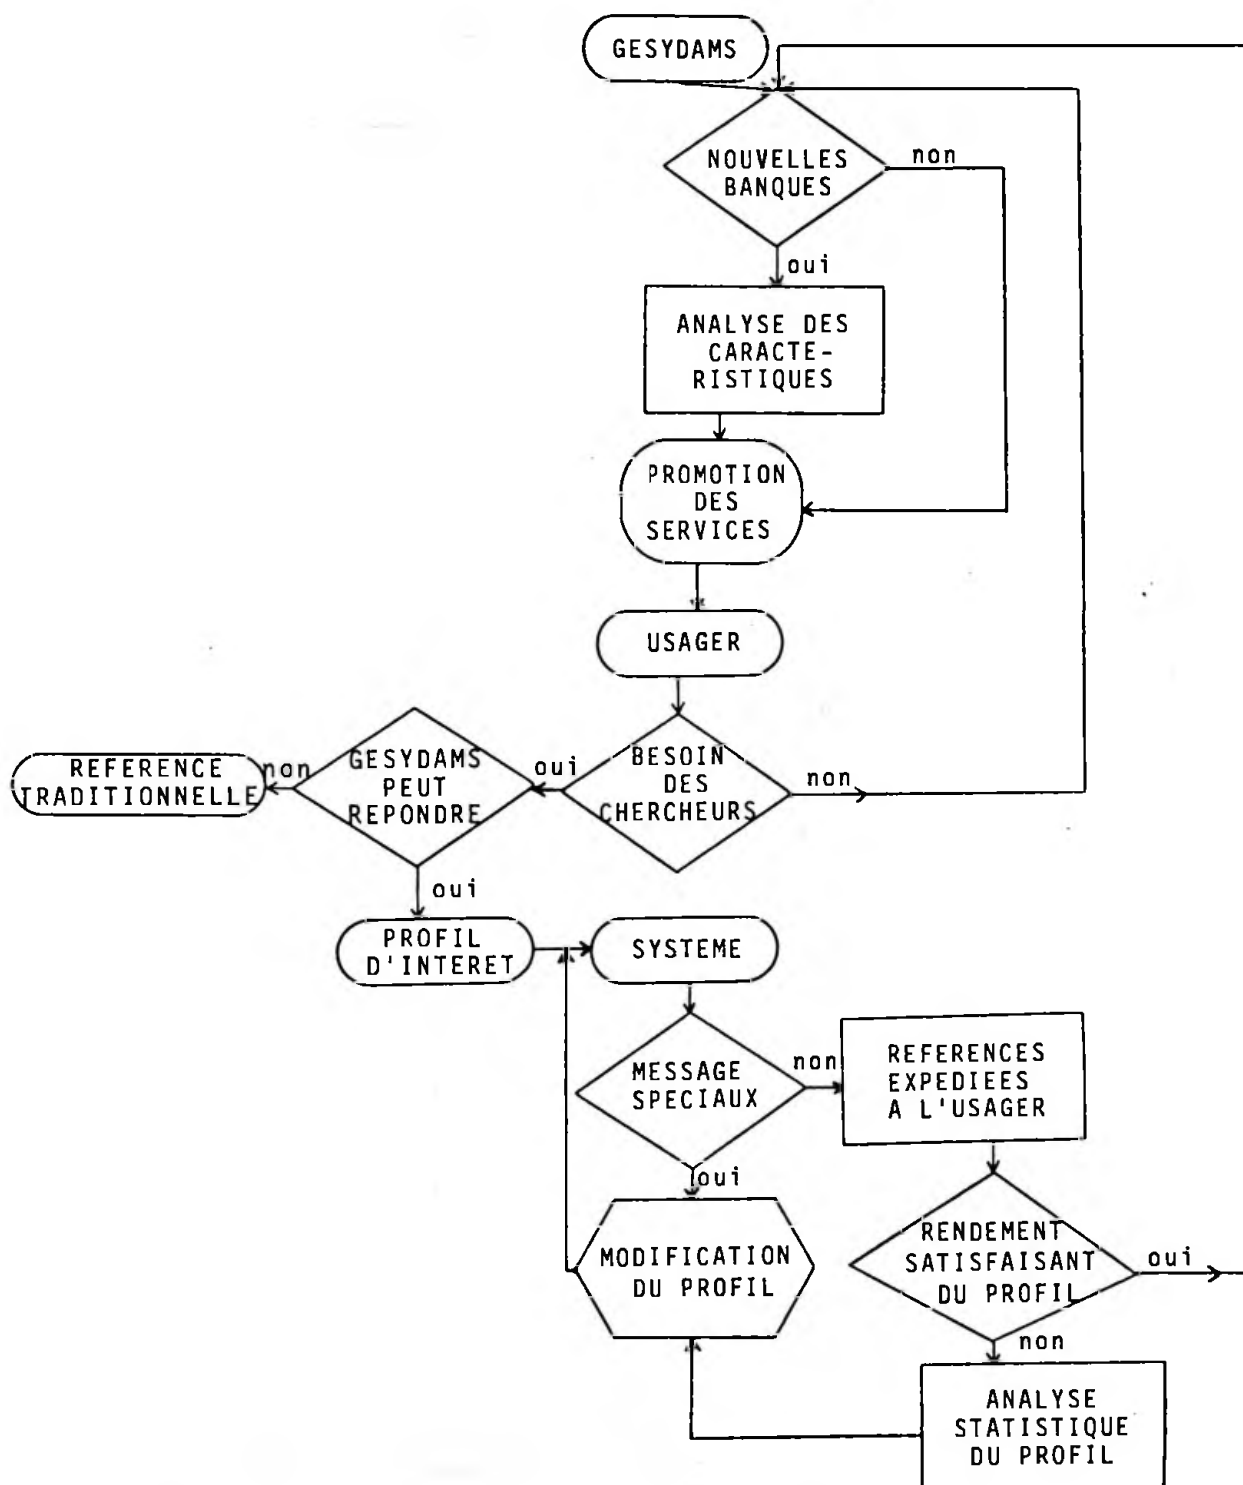 GESYDAMS
NOUVELLES
BANQUES
non
oui
ANALYSE DES
CARACTE-
RISTIQUES
PROMOTION
DES
SERVICES
USAGER
BESOIN
DES
CHERCHEURS
non
oui
GESYDAMS
PEUT
REPONDRE
non
REFERENCE
TRADITIONNELLE
oui
PROFIL
D'INTERET
SYSTEME
MESSAGE
SPECIAUX
non
REFERENCES
EXPEDIEES
A L'USAGER
oui
MODIFICATION
DU PROFIL
RENDEMENT
SATISFAISANT
DU PROFIL
oui
non
ANALYSE
STATISTIQUE
DU PROFIL